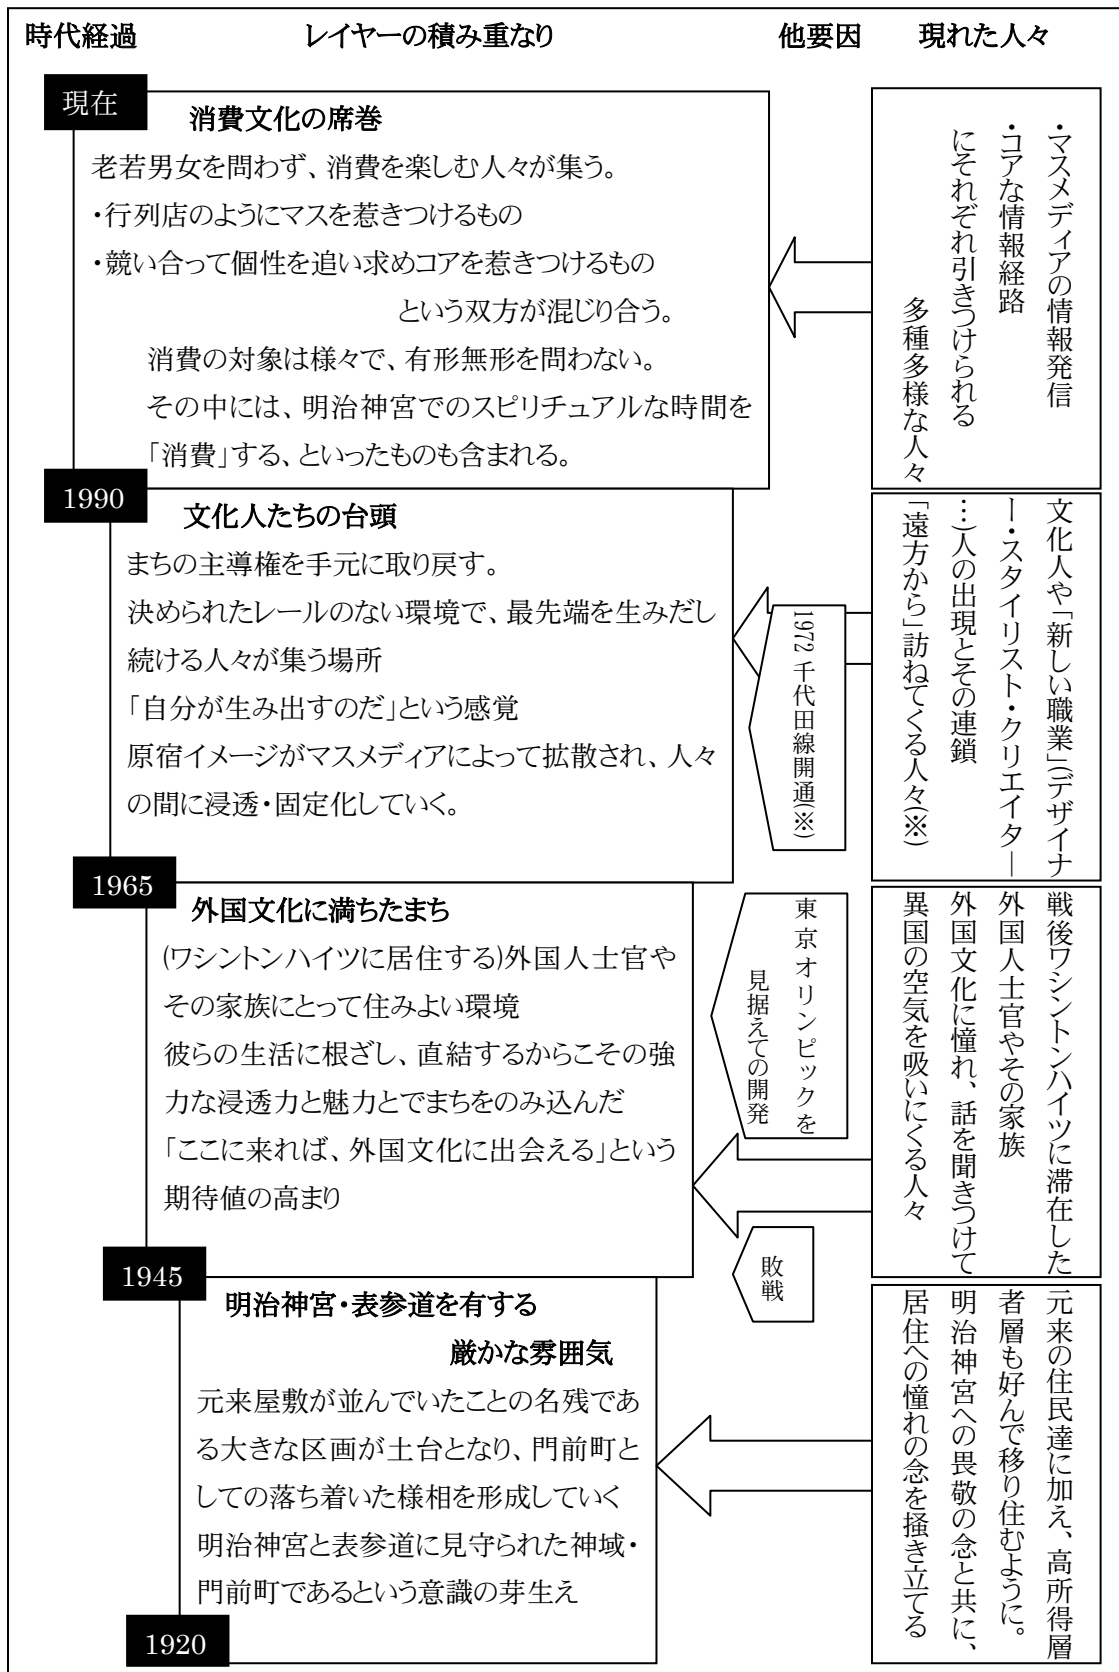 時代経過 レイヤーの積み重なり 他要因 現れた人々
現在
消費文化の席巻
老若男女を問わず、消費を楽しむ人々が集う。
・行列店のようにマスを惹きつけるもの
・競い合って個性を追い求めコアを惹きつけるもの
という双方が混じり合う。
消費の対象は様々で、有形無形を問わない。
その中には、明治神宮でのスピリチュアルな時間を
「消費」する、といったものも含まれる。
・マスメディアの情報発信
・コアな情報経路
にそれぞれ引きつけられる
多種多様な人々
1990
文化人たちの台頭
まちの主導権を手元に取り戻す。
決められたレールのない環境で、最先端を生みだし
続ける人々が集う場所
「自分が生み出すのだ」という感覚
原宿イメージがマスメディアによって拡散され、人々
の間に浸透・固定化していく。
1972 千代田線開通(※)
文化人や「新しい職業」(デザイナ
ー・スタイリスト・クリエイター
…)人の出現とその連鎖
「遠方から」訪ねてくる人々(※)
1965
外国文化に満ちたまち
(ワシントンハイツに居住する)外国人士官や
その家族にとって住みよい環境
彼らの生活に根ざし、直結するからこその強
力な浸透力と魅力とでまちをのみ込んだ
「ここに来れば、外国文化に出会える」という
期待値の高まり
東京オリンピックを
見据えての開発
敗戦
戦後ワシントンハイツに滞在した
外国人士官やその家族
外国文化に憧れ、話を聞きつけて
異国の空気を吸いにくる人々
1945
明治神宮・表参道を有する
厳かな雰囲気
元来屋敷が並んでいたことの名残であ
る大きな区画が土台となり、門前町と
しての落ち着いた様相を形成していく
明治神宮と表参道に見守られた神域・
門前町であるという意識の芽生え
元来の住民達に加え、高所得層
者層も好んで移り住むように。
明治神宮への畏敬の念と共に、
居住への憧れの念を掻き立てる
1920